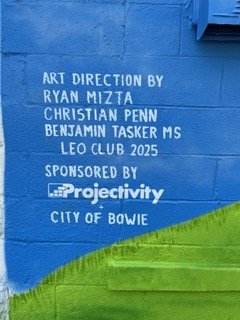 ART DIRECTION BY
RYAN MIZTA
CHRISTIAN PENN
BENJAMIN TASKER MS
LEO CLUB 2025
SPONSORED BY
Projectivity
+
CITY OF BOWIE